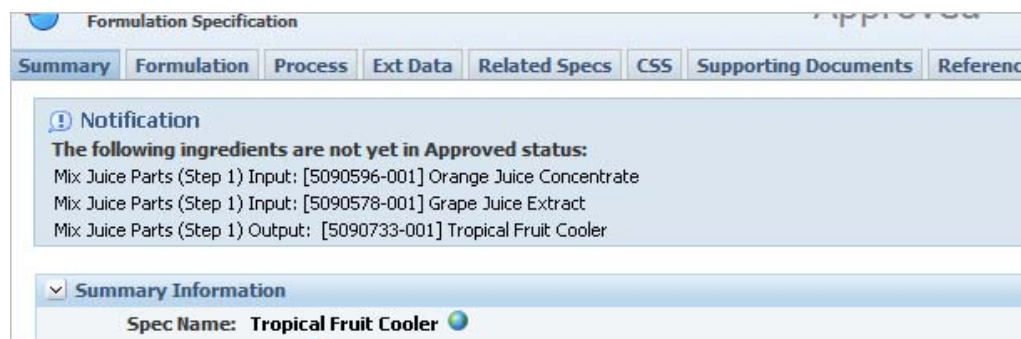 Formulation Specification
Approved
Summary Formulation Process Ext Data Related Specs CSS Supporting Documents
Notification
The following ingredients are not yet in Approved status:
Mix Juice Parts (Step 1) Input: [5090596-001] Orange Juice Concentrate
Mix Juice Parts (Step 1) Input: [5090578-001] Grape Juice Extract
Mix Juice Parts (Step 1) Output: [5090733-001] Tropical Fruit Cooler
Summary Information
Spec Name: Tropical Fruit Cooler